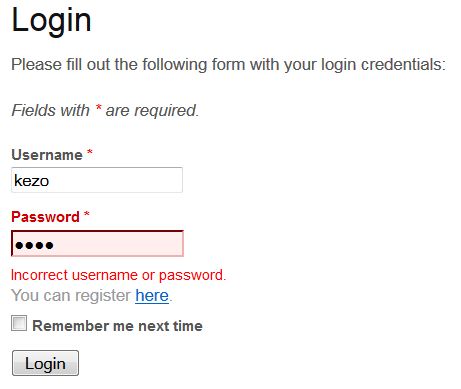 Login
Please fill out the following form with your login credentials:
Fields with * are required.
Username *
kezo
Password *
●●●●
Incorrect username or password.
You can register here.
Remember me next time
Login